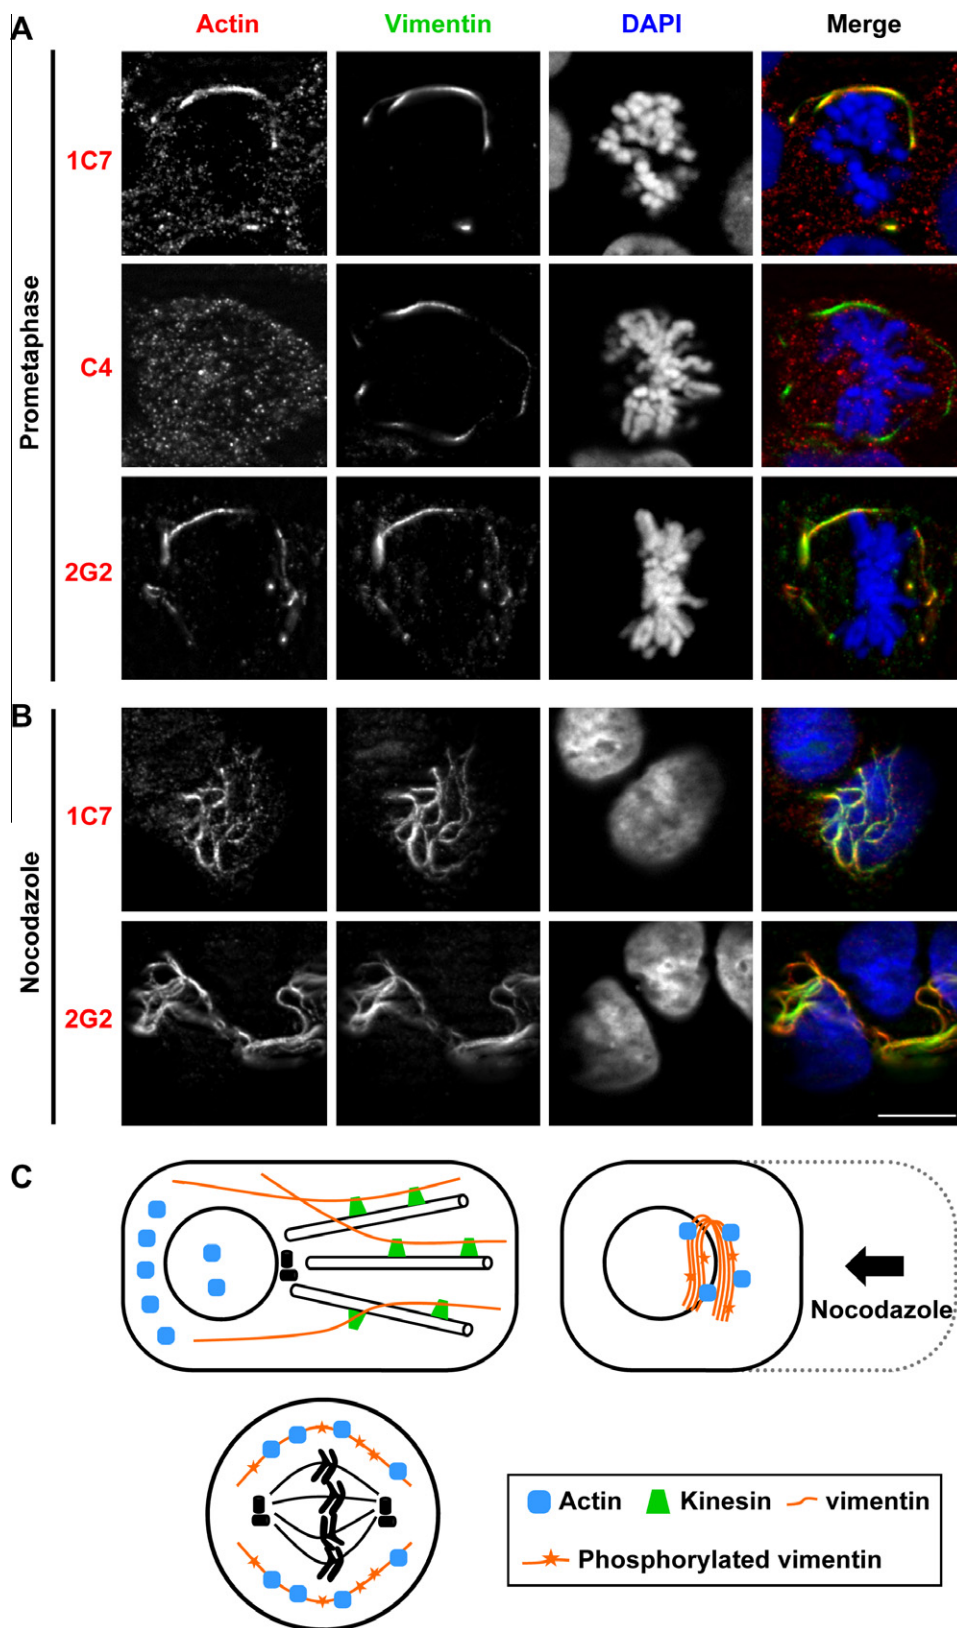 A
Actin Vimentin DAPI Merge
Prometaphase
1C7
C4
2G2
B
Nocodazole
1C7
2G2
C
Nocodazole
Actin Kinesin vimentin
Phosphorylated vimentin